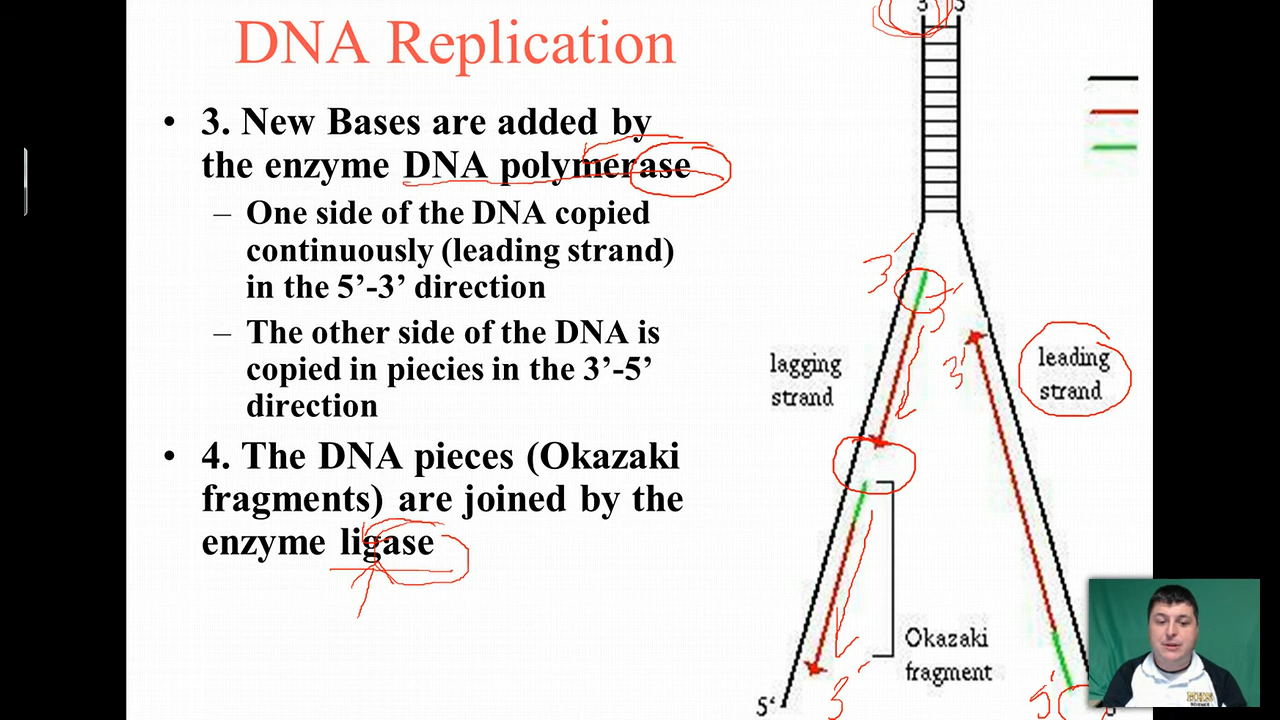 DNA Replication
• 3. New Bases are added by
the enzyme DNA polymerase
– One side of the DNA copied
continuously (leading strand)
in the 5’-3’ direction
– The other side of the DNA is
copied in piecies in the 3’-5’
direction
• 4. The DNA pieces (Okazaki
fragments) are joined by the
enzyme ligase
3'
lagging
strand
3'
leading
strand
Okazaki
fragment
3'
5'